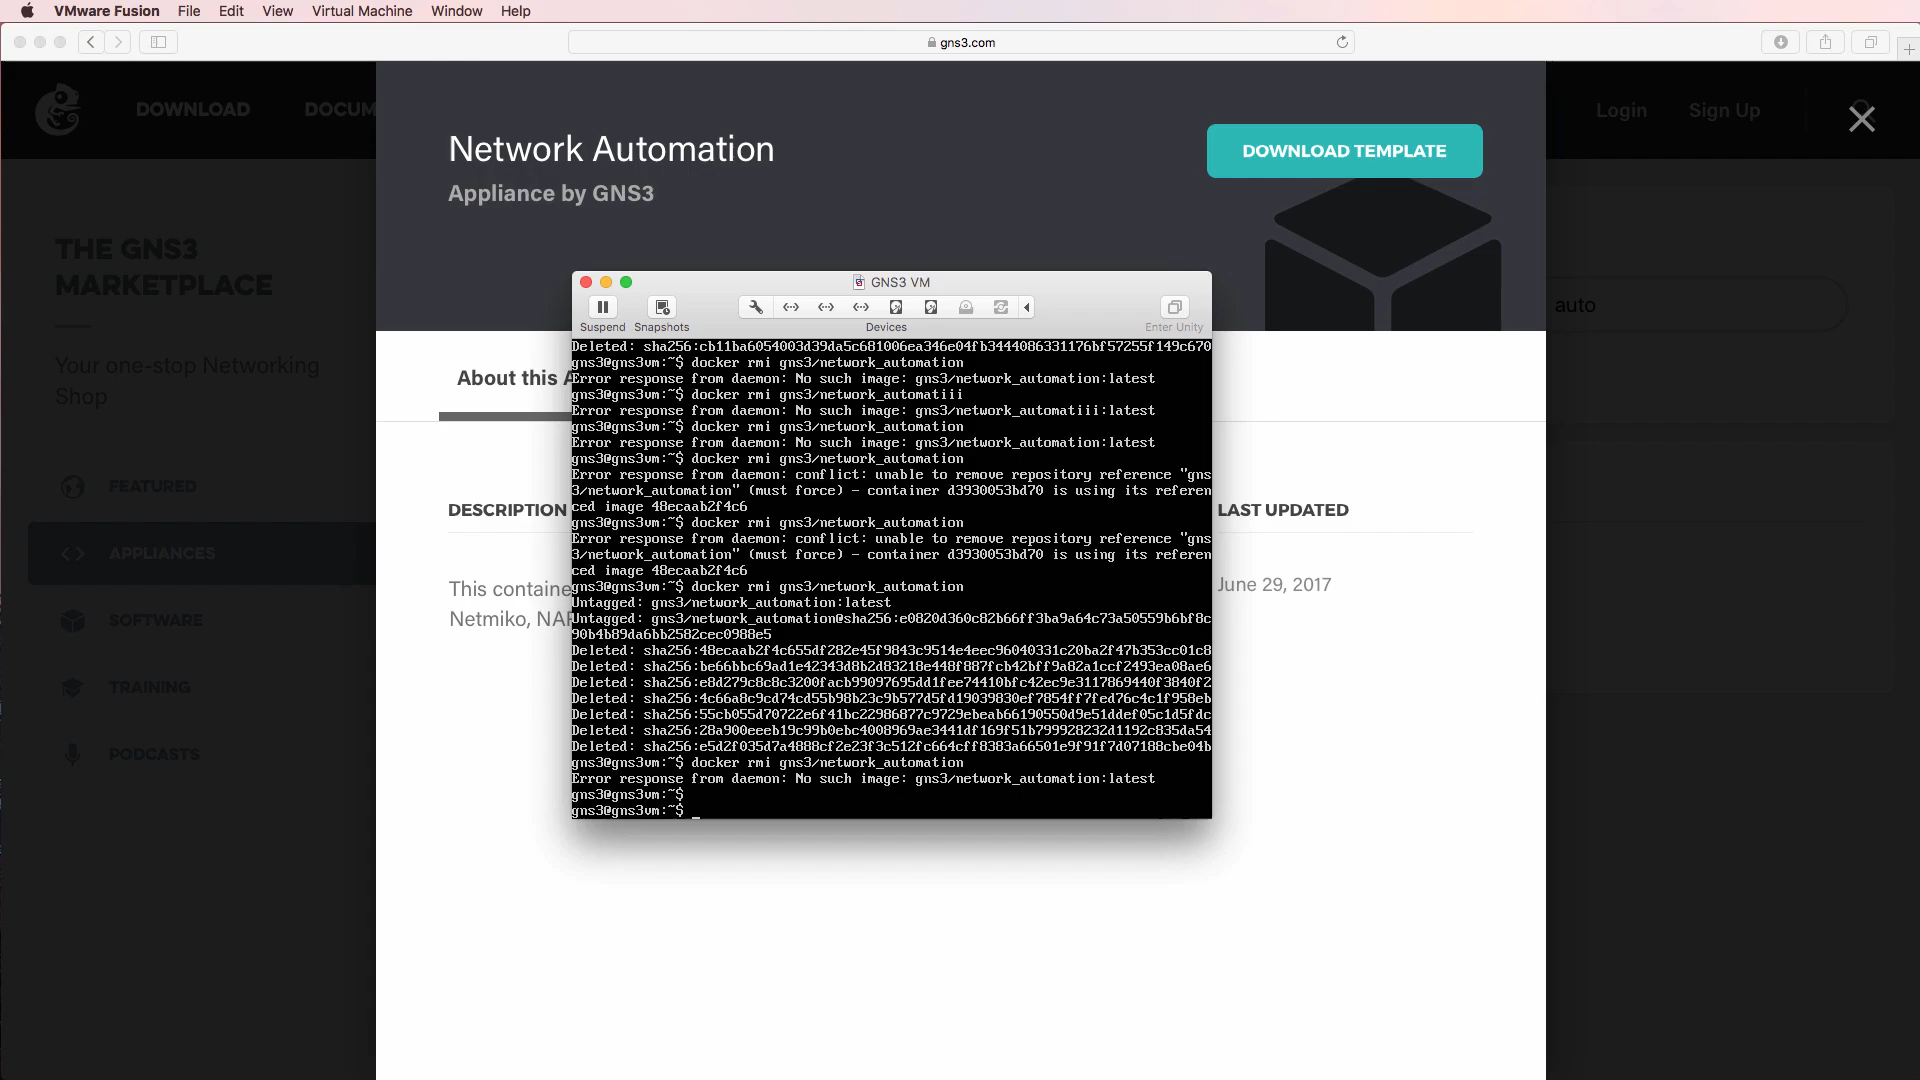 VMware Fusion File Edit View Virtual Machine Window Help
gns3.com
DOWNLOAD DOCUM Login Sign Up
Network Automation
DOWNLOAD TEMPLATE
Appliance by GNS3
THE GNS3
MARKETPLACE
Your one-stop Networking
Shop
FEATURED
APPLIANCES
SOFTWARE
TRAINING
PODCASTS
auto
About this A
DESCRIPTION
This containe
Netmiko, NAP
LAST UPDATED
June 29, 2017
GNS3 VM
Suspend Snapshots Devices Enter Unity
Deleted: sha256:cb11ba6054003d39da5c681006ea346e04fb3444086331176bf57255f149c670
gns3@gns3vm:~$ docker rmi gns3/network_automation
Error response from daemon: No such image: gns3/network_automation:latest
gns3@gns3vm:~$ docker rmi gns3/network_automatiii
Error response from daemon: No such image: gns3/network_automatiii:latest
gns3@gns3vm:~$ docker rmi gns3/network_automation
Error response from daemon: No such image: gns3/network_automation:latest
gns3@gns3vm:~$ docker rmi gns3/network_automation
Error response from daemon: conflict: unable to remove repository reference "gns
3/network_automation" (must force) - container d3930053bd70 is using its referen
ced image 48ecaab2f4c6
gns3@gns3vm:~$ docker rmi gns3/network_automation
Error response from daemon: conflict: unable to remove repository reference "gns
3/network_automation" (must force) - container d3930053bd70 is using its referen
ced image 48ecaab2f4c6
gns3@gns3vm:~$ docker rmi gns3/network_automation
Untagged: gns3/network_automation:latest
Untagged: gns3/network_automation@sha256:e0820d360c82b66ff3ba9a64c73a50559b6bf8c
90b4b89da6bb2582cec0988e5
Deleted: sha256:48ecaab2f4c655df282e45f9843c9514e4eec96040331c20ba2f47b353cc01c8
Deleted: sha256:be66bbc69ad1e42343d8b2d83218e448f887fcb42bff9a82a1ccf2493ea08ae6
Deleted: sha256:e8d279c8c8c3200facb99097695dd1fee74410bfc42ec9e3117869440f3840f2
Deleted: sha256:4c66a8c9cd74cd55b98b23c9b577d5fd19039830ef7854ff7fed76c4c1f958eb
Deleted: sha256:55cb055d70722e6f41bc22986877c9729ebeab66190550d9e51ddef05c1d5fdc
Deleted: sha256:28a900eeeb19c99b0ebc4008969ae3441df169f51b799928232d1192c835da54
Deleted: sha256:e5d2f035d7a4888cf2e23f3c512fc664cff8383a66501e9f91f7d07188cbe04b
gns3@gns3vm:~$ docker rmi gns3/network_automation
Error response from daemon: No such image: gns3/network_automation:latest
gns3@gns3vm:~$
gns3@gns3vm:~$ _